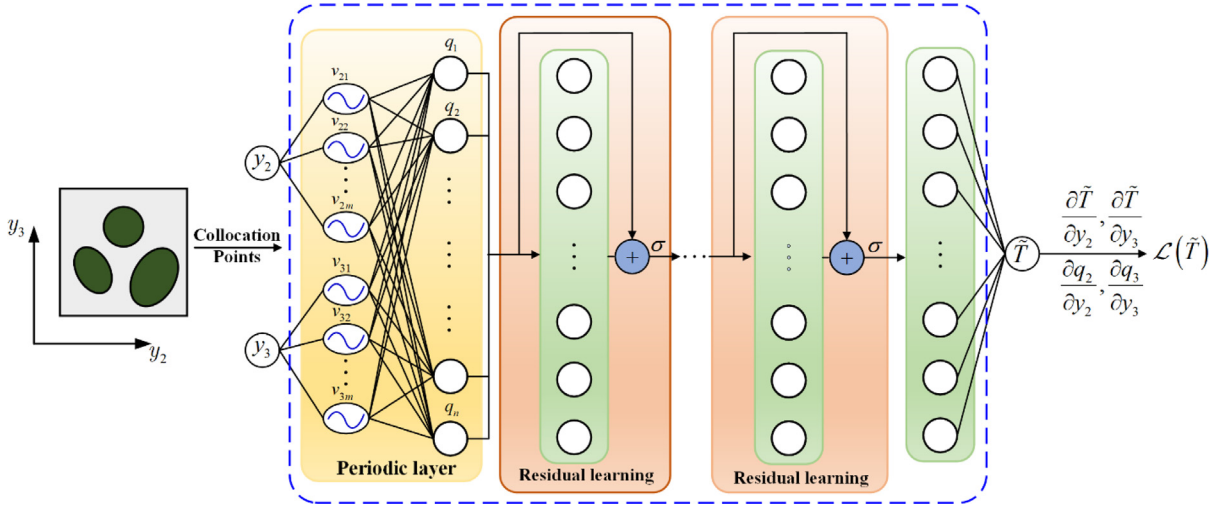 y₃
y₂
Collocation
Points
y₂
y₃
v₂₁
v₂₂
v₂ₘ
v₃₁
v₃₂
v₃ₘ
q₁
q₂
qₙ
Periodic layer
+
σ
Residual learning
...
+
σ
Residual learning
T̃
∂T̃/∂y₂, ∂T̃/∂y₃
∂q₂/∂y₂, ∂q₃/∂y₃
ℒ(T̃)